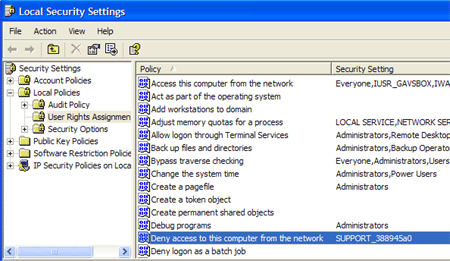 Local Security Settings
File Action View Help
Security Settings
Account Policies
Local Policies
Audit Policy
User Rights Assignmen
Security Options
Public Key Policies
Software Restriction Policie
IP Security Policies on Loca
Policy Security Setting
Access this computer from the network Everyone,IUSR_GAVSBOX,IWA
Act as part of the operating system
Add workstations to domain
Adjust memory quotas for a process LOCAL SERVICE,NETWORK SER
Allow logon through Terminal Services Administrators,Remote Desktop
Back up files and directories Administrators,Backup Operato
Bypass traverse checking Everyone,Administrators,Users
Change the system time Administrators,Power Users
Create a pagefile Administrators
Create a token object
Create permanent shared objects
Debug programs Administrators
Deny access to this computer from the network SUPPORT_388945a0
Deny logon as a batch job